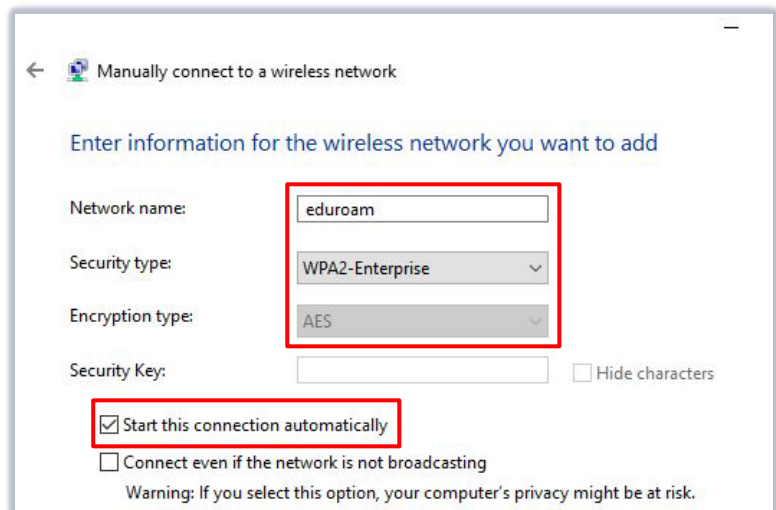 Manually connect to a wireless network
Enter information for the wireless network you want to add
Network name: eduroam
Security type: WPA2-Enterprise
Encryption type: AES
Security Key: Hide characters
Start this connection automatically
Connect even if the network is not broadcasting
Warning: If you select this option, your computer's privacy might be at risk.